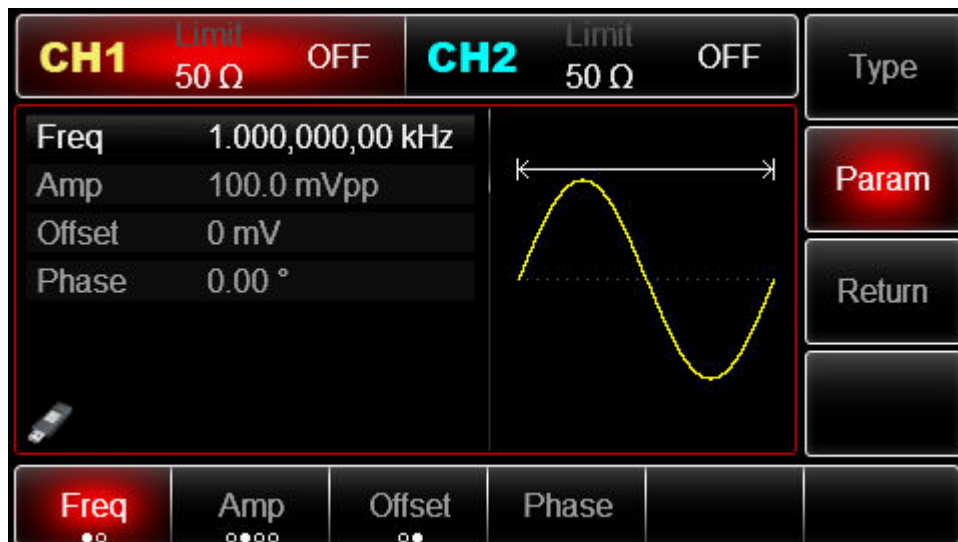 CH1 Limit 50 Ω OFF
CH2 Limit 50 Ω OFF
Type
Freq 1.000,000,00 kHz
Amp 100.0 mVpp
Offset 0 mV
Phase 0.00 °
Param
Return
Freq Amp Offset Phase